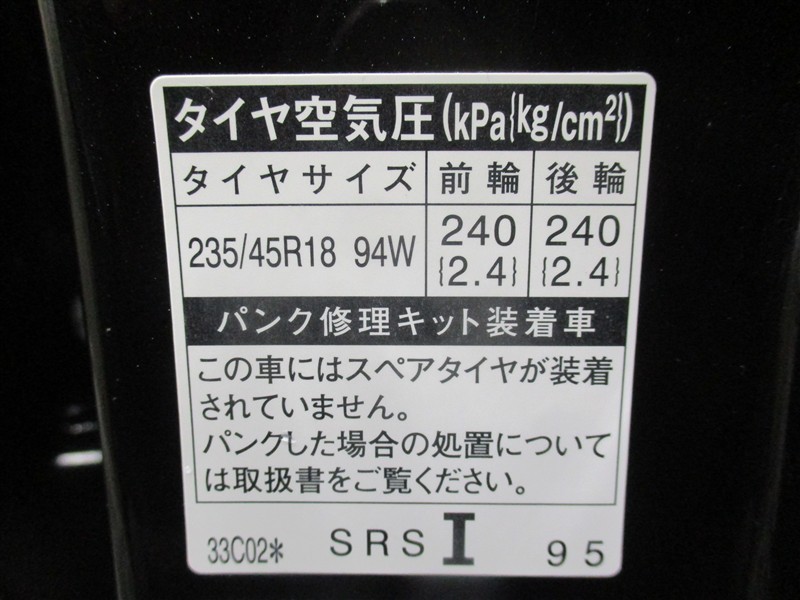 タイヤ空気圧(kPa{kg/cm²})
タイヤサイズ 前輪 後輪
235/45R18 94W 240 {2.4} 240 {2.4}
パンク修理キット装着車
この車にはスペアタイヤが装着
されていません。
パンクした場合の処置について
は取扱書をご覧ください。
33C02* SRS I 95